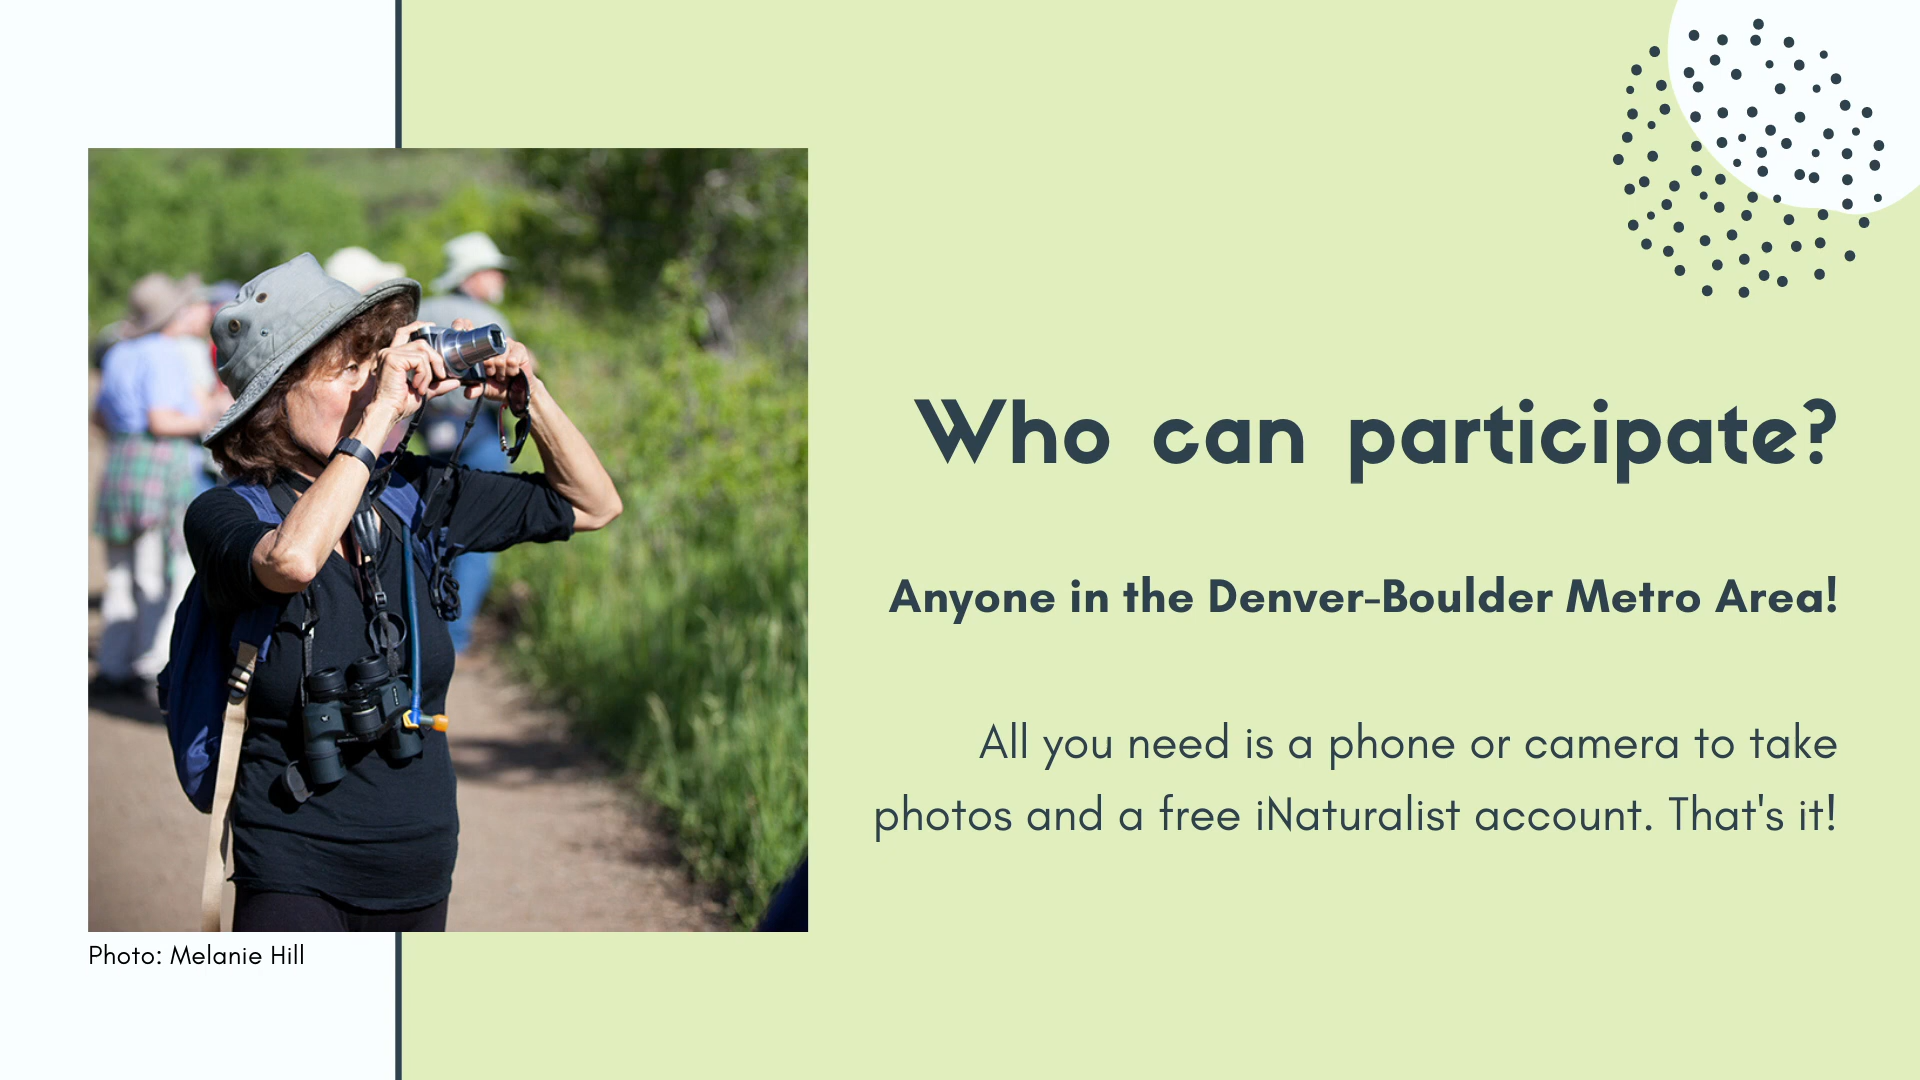 Who can participate?
Anyone in the Denver-Boulder Metro Area!
All you need is a phone or camera to take
photos and a free iNaturalist account. That's it!
Photo: Melanie Hill